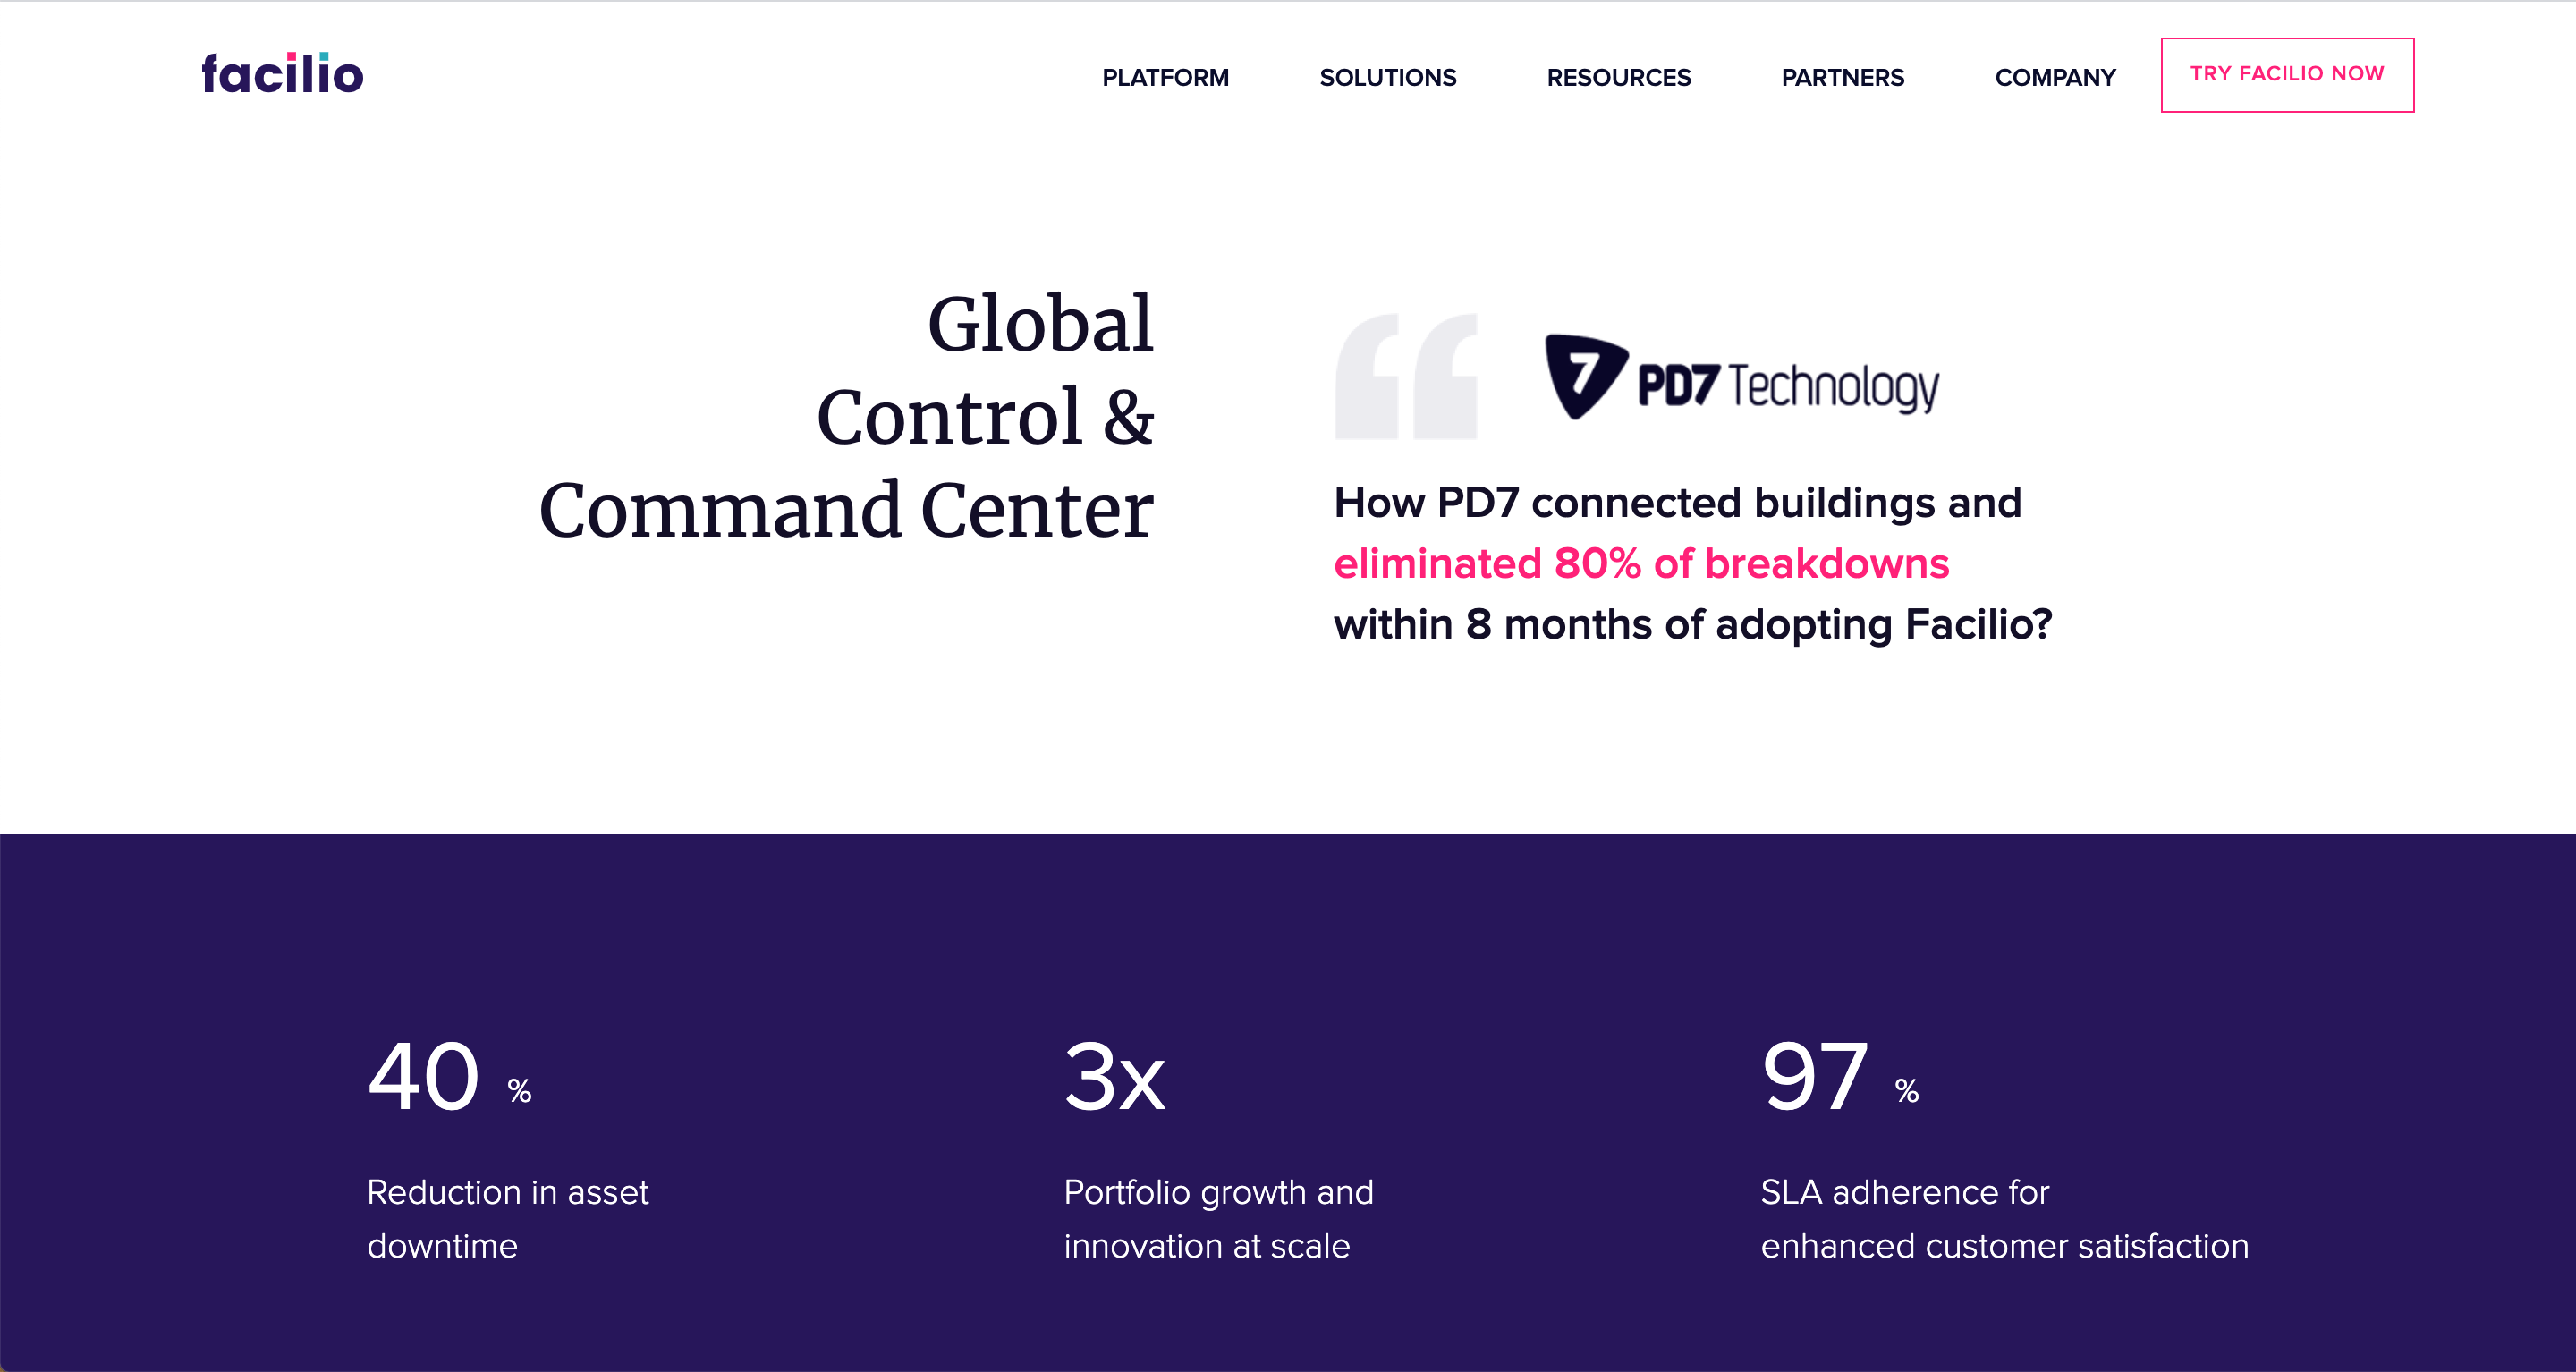 facilio
PLATFORM
SOLUTIONS
RESOURCES
PARTNERS
COMPANY
TRY FACILIO NOW
Global
Control &
Command Center
“
7 PD7 Technology
How PD7 connected buildings and
eliminated 80% of breakdowns
within 8 months of adopting Facilio?
40 %
Reduction in asset
downtime
3x
Portfolio growth and
innovation at scale
97 %
SLA adherence for
enhanced customer satisfaction